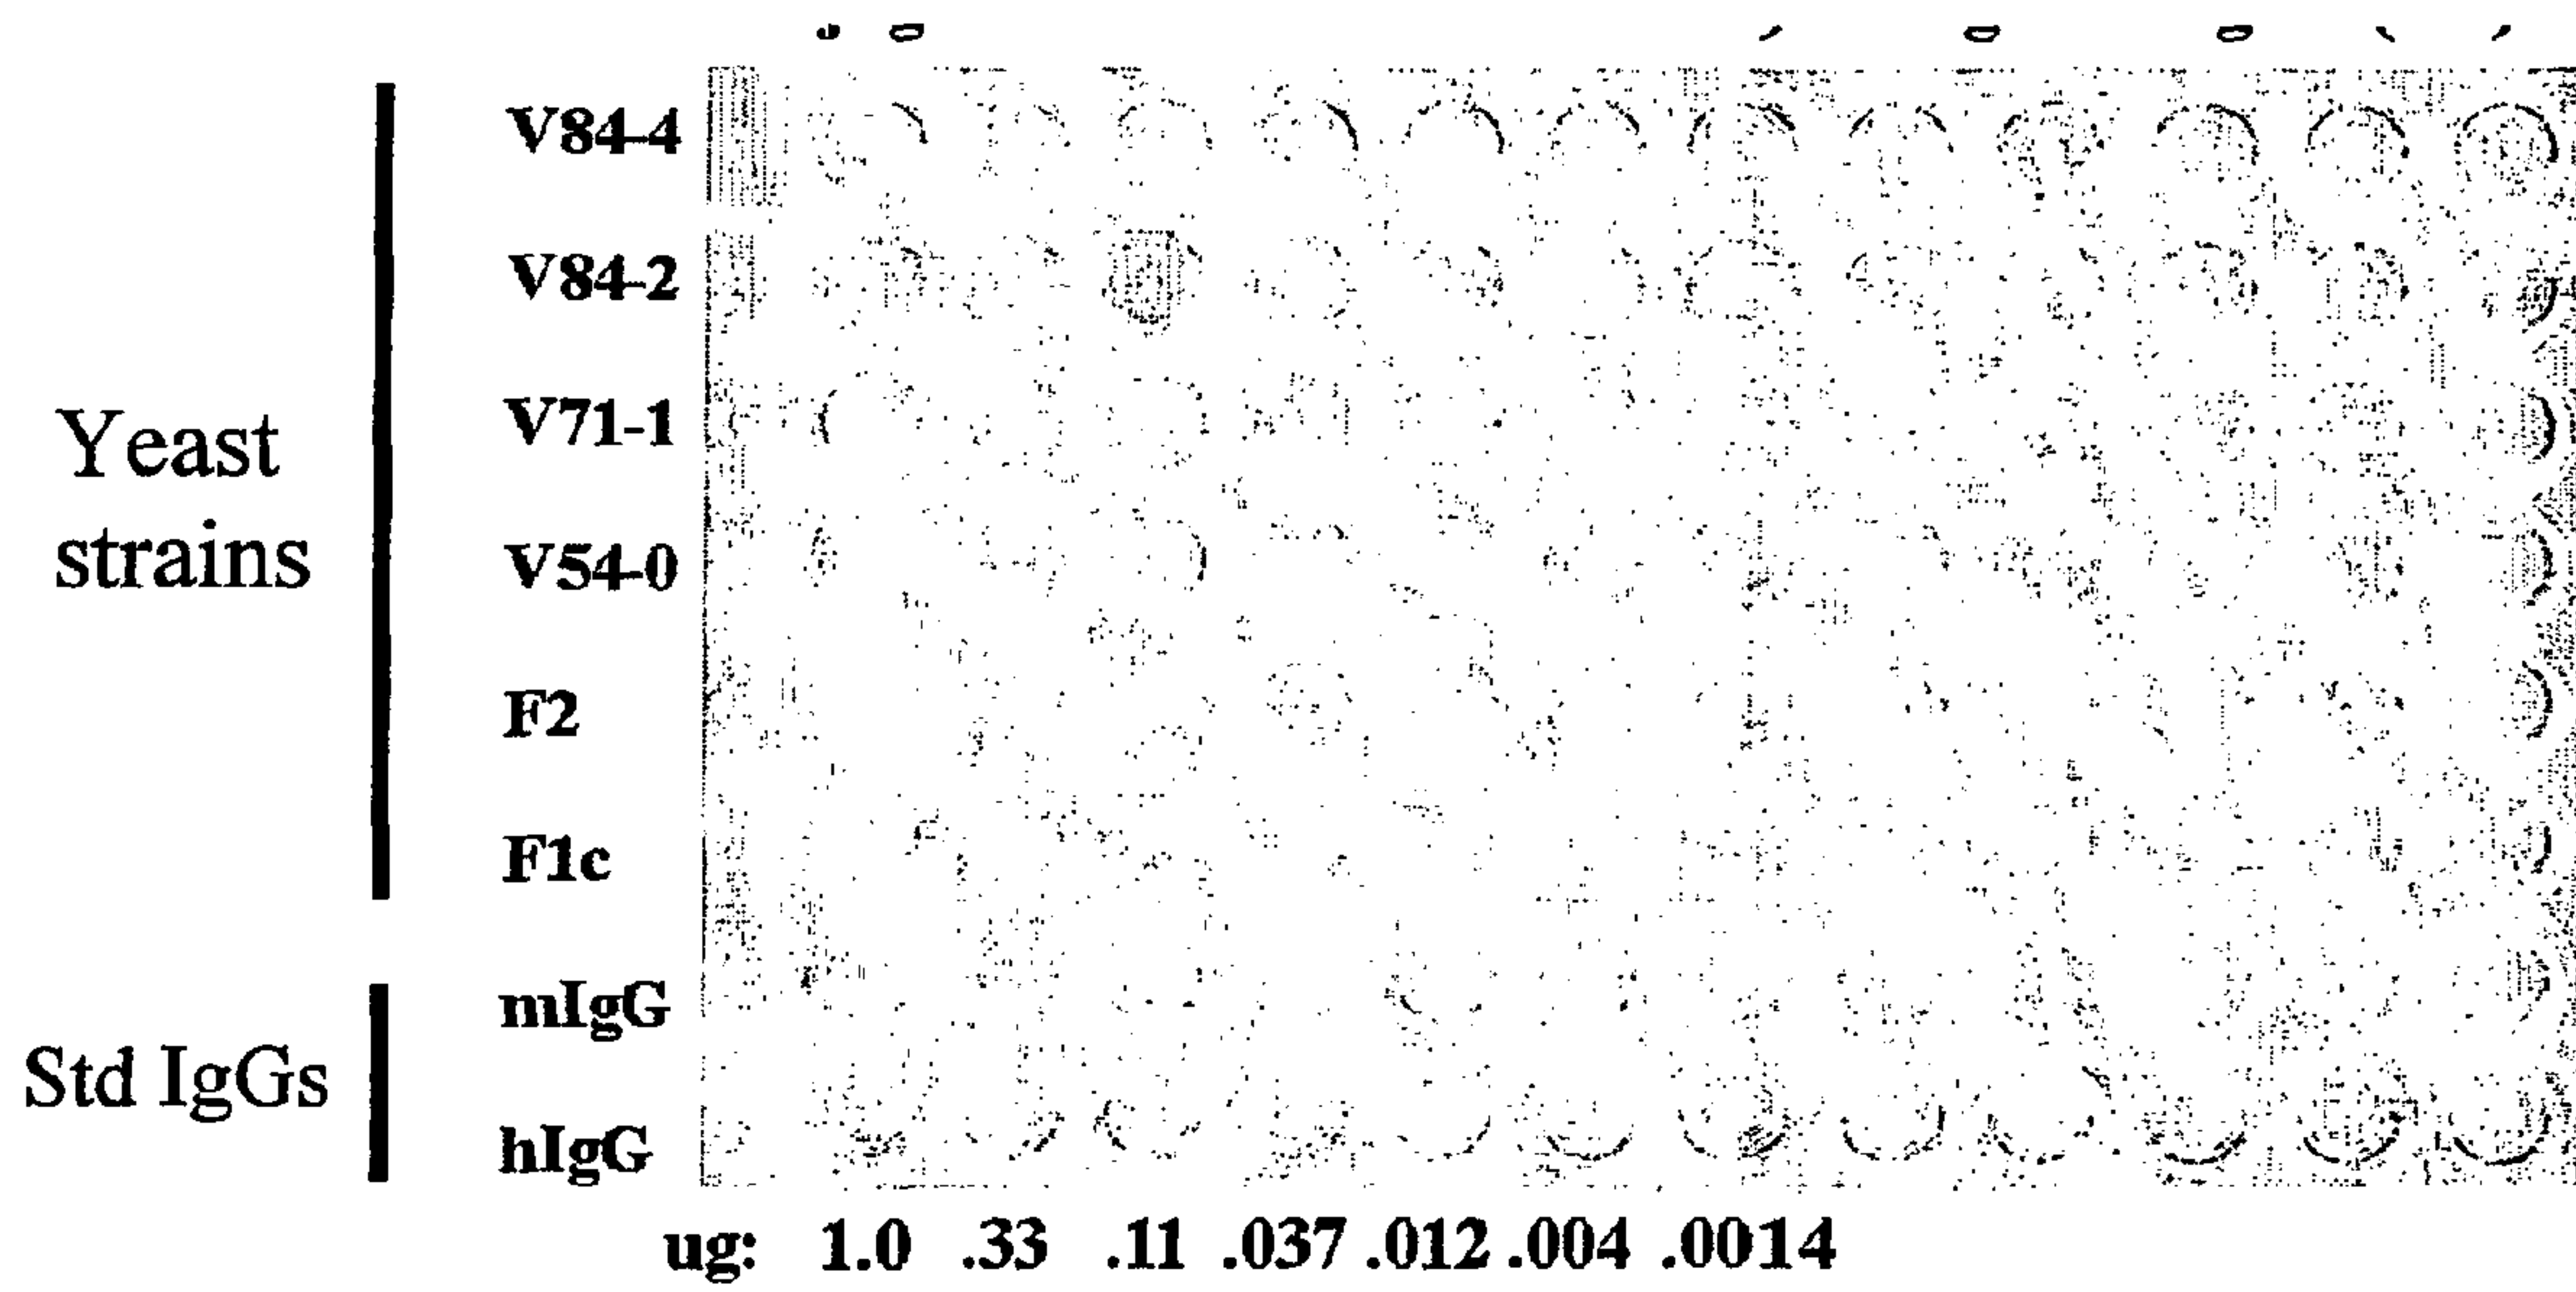 V84-4
V84-2
Yeast
strains
V71-1
V54-0
F2
F1c
Std IgGs
mIgG
hIgG
ug: 1.0 .33 .11 .037 .012 .004 .0014